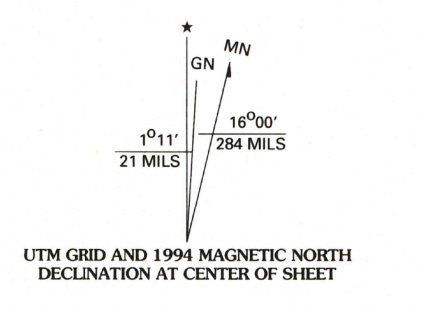 ★
GN
MN
1°11′
21 MILS
16°00′
284 MILS
UTM GRID AND 1994 MAGNETIC NORTH
DECLINATION AT CENTER OF SHEET